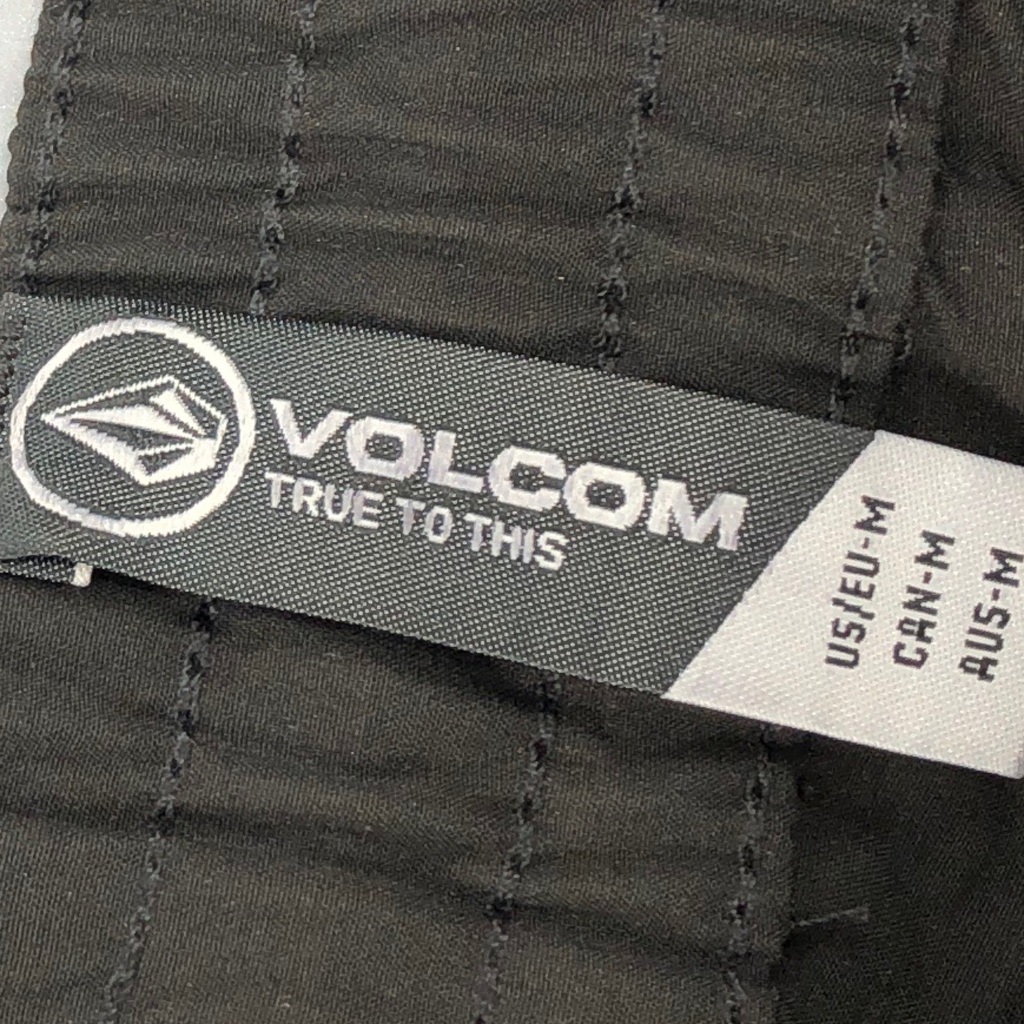 VOLCOM
TRUE TO THIS
US/EU-M
CAN-M
AUS-M